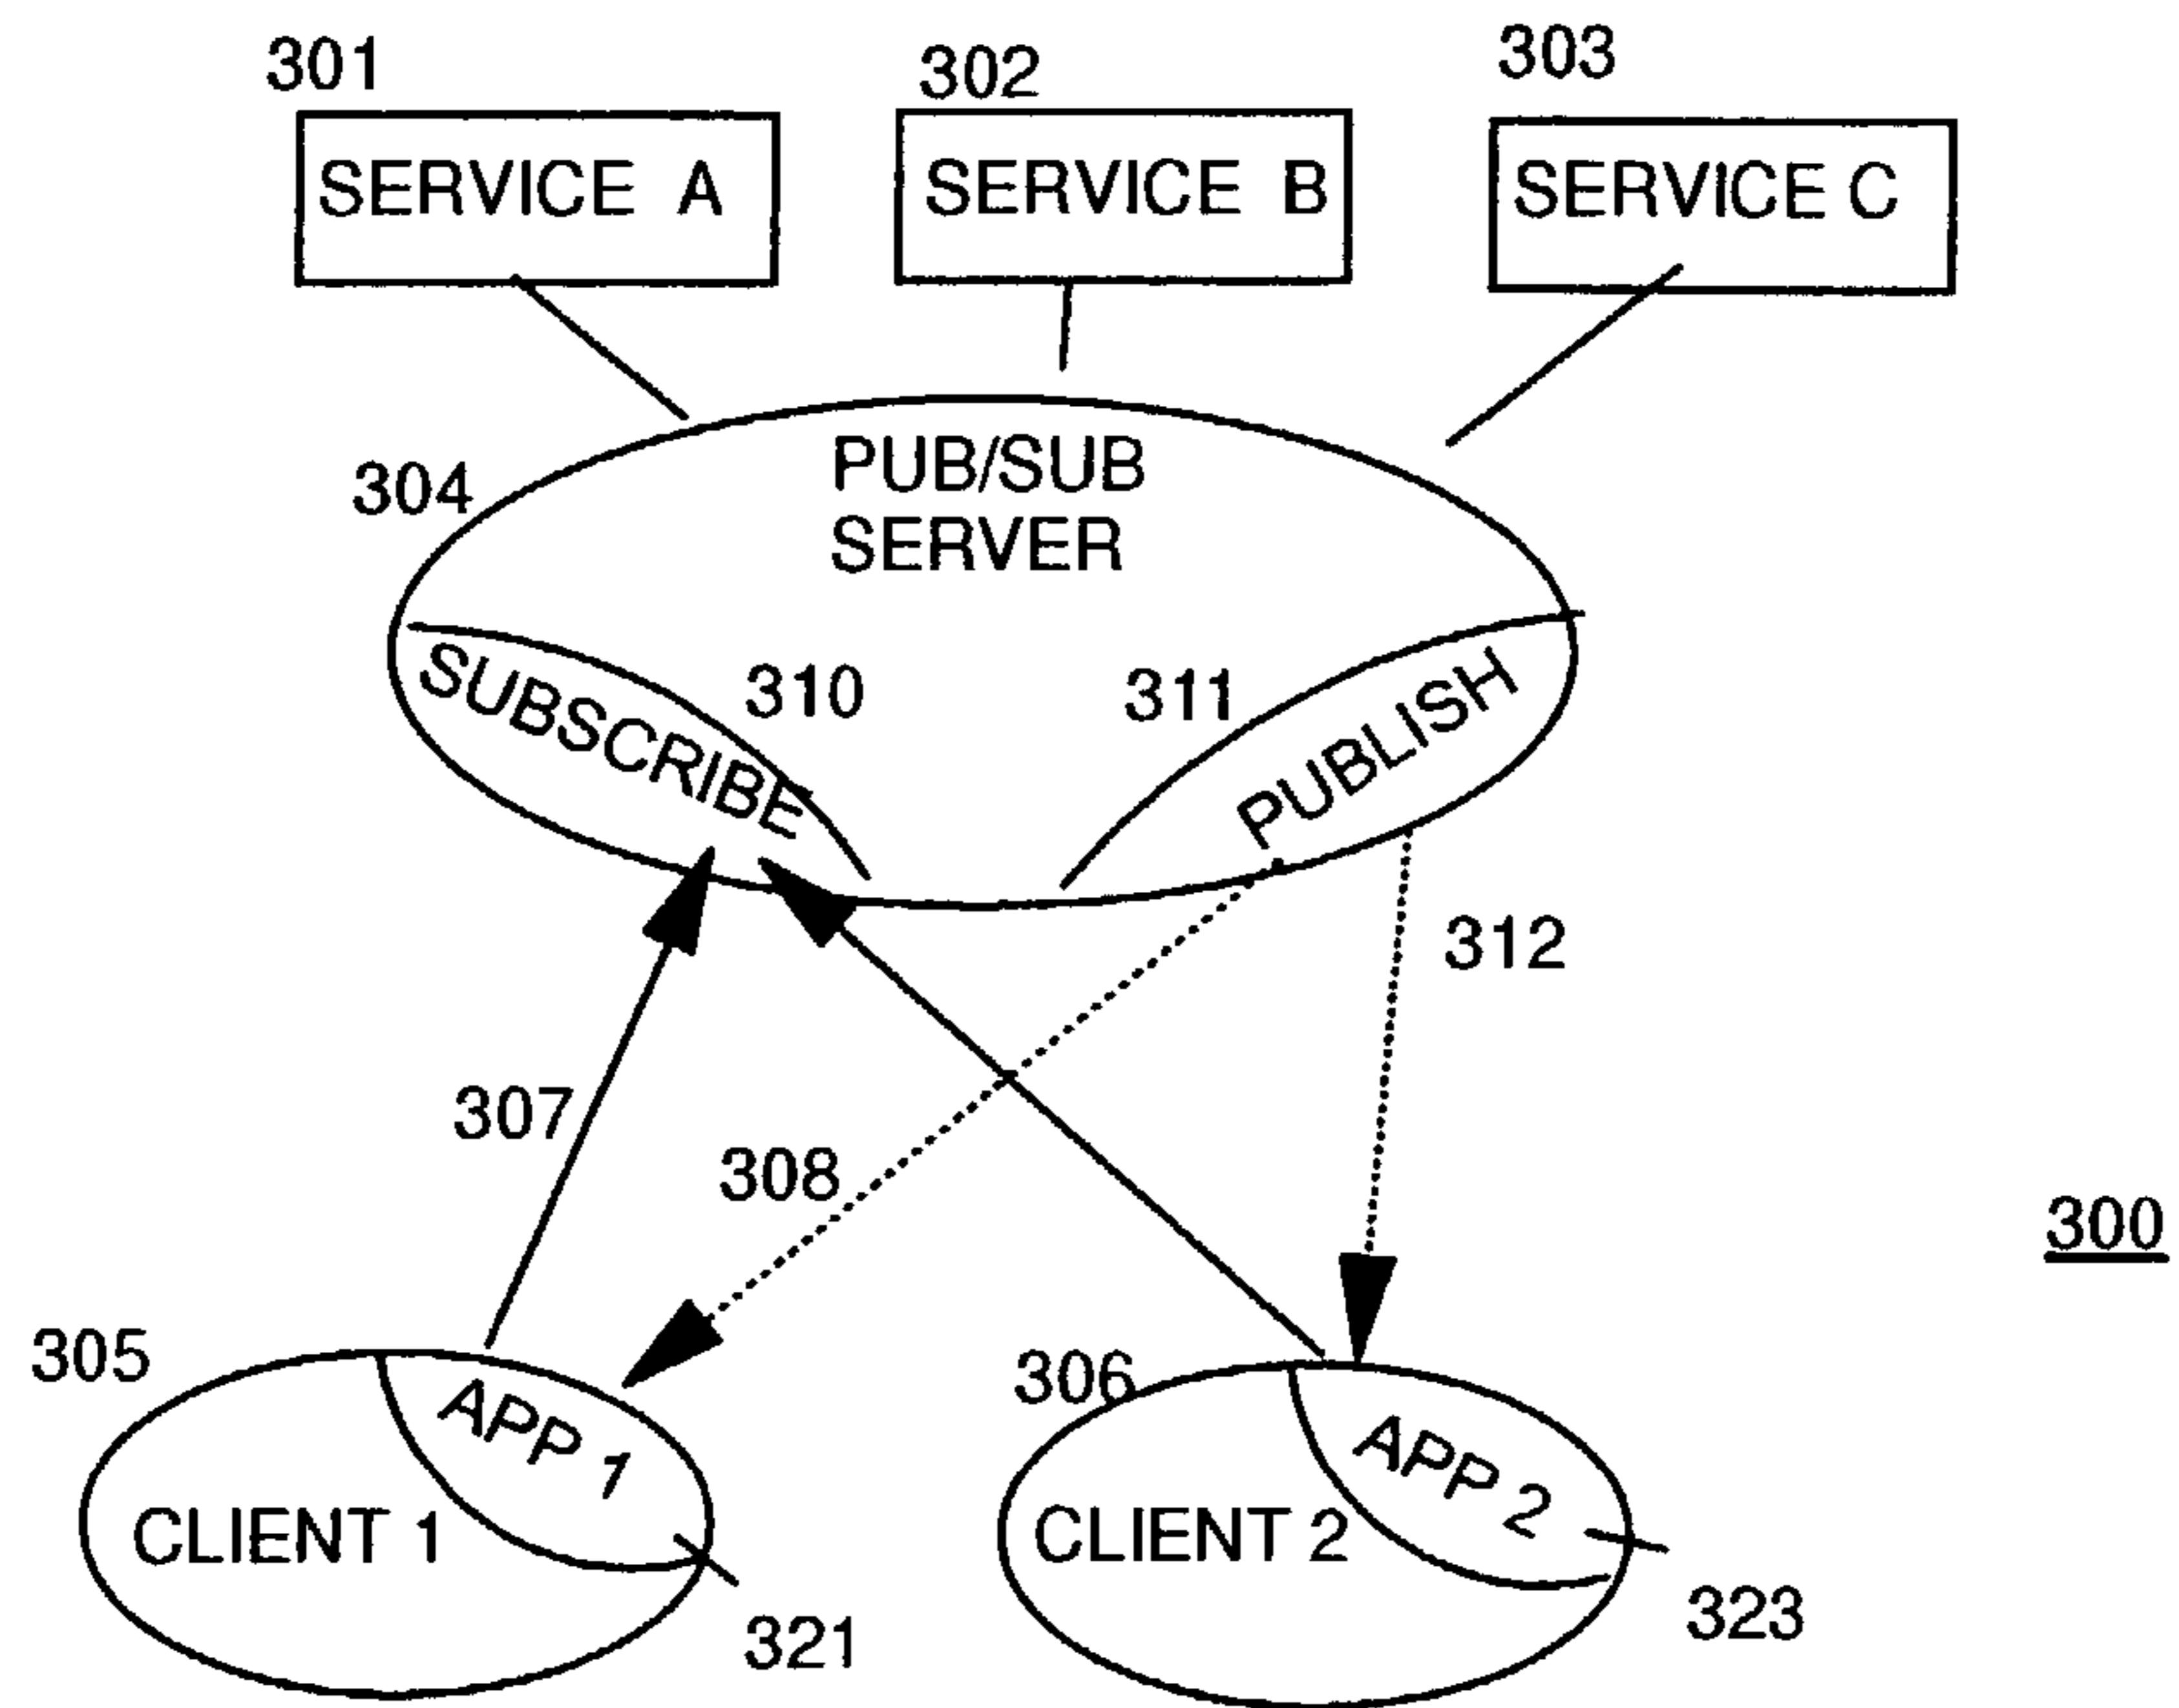 301
302
303
SERVICE A
SERVICE B
SERVICE C
304
PUB/SUB
SERVER
SUBSCRIBE
310
311
PUBLISH
312
307
308
300
305
306
APP 1
APP 2
CLIENT 1
CLIENT 2
321
323